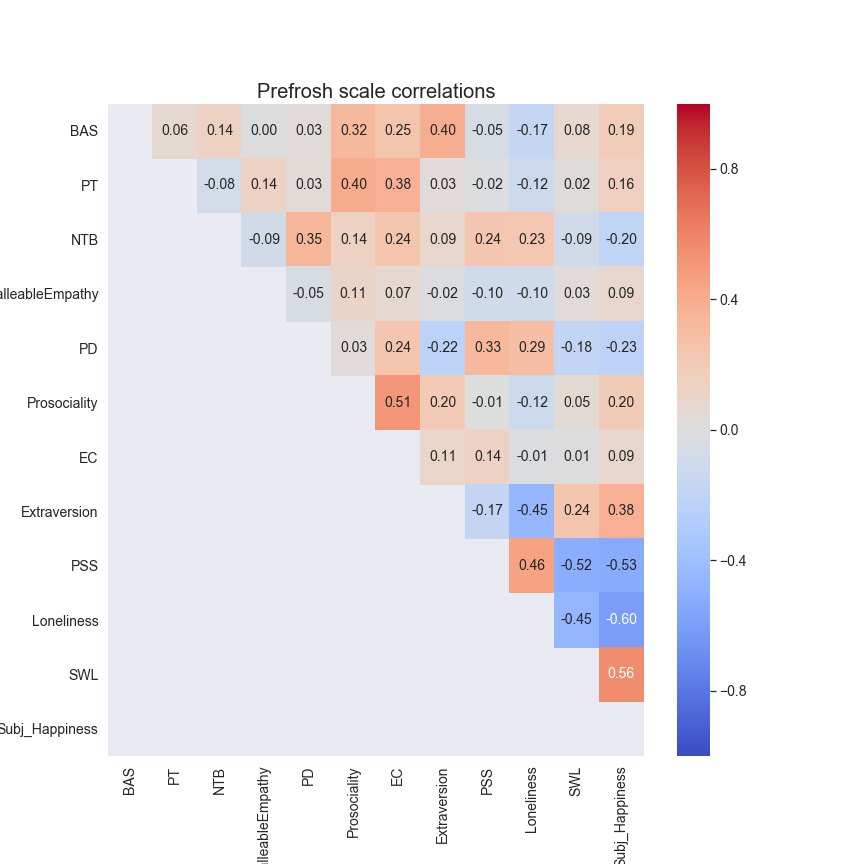 Prefrosh scale correlations
BAS 0.06 0.14 0.00 0.03 0.32 0.25 0.40 -0.05 -0.17 0.08 0.19
PT -0.08 0.14 0.03 0.40 0.38 0.03 -0.02 -0.12 0.02 0.16
NTB -0.09 0.35 0.14 0.24 0.09 0.24 0.23 -0.09 -0.20
alleableEmpathy -0.05 0.11 0.07 -0.02 -0.10 -0.10 0.03 0.09
PD 0.03 0.24 -0.22 0.33 0.29 -0.18 -0.23
Prosociality 0.51 0.20 -0.01 -0.12 0.05 0.20
EC 0.11 0.14 -0.01 0.01 0.09
Extraversion -0.17 -0.45 0.24 0.38
PSS 0.46 -0.52 -0.53
Loneliness -0.45 -0.60
SWL 0.56
Subj_Happiness
BAS
PT
NTB
alleableEmpathy
PD
Prosociality
EC
Extraversion
PSS
Loneliness
SWL
Subj_Happiness
0.8
0.4
0.0
−0.4
−0.8